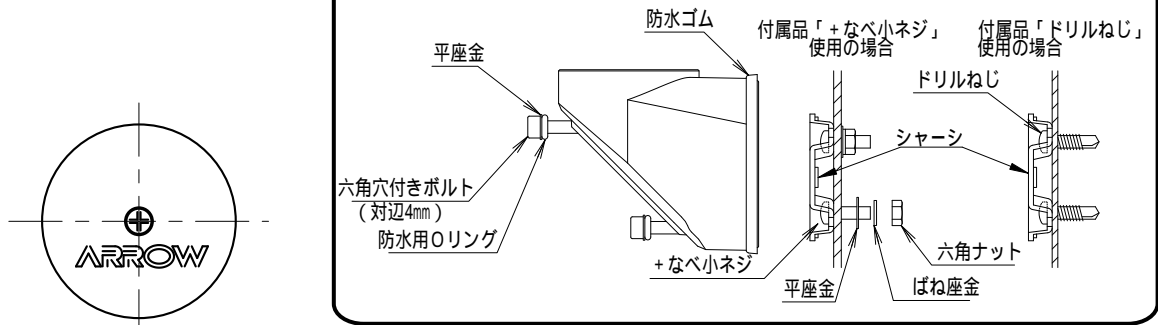 防水ゴム
平座金
付属品「+なべ小ネジ」
使用の場合
付属品「ドリルねじ」
使用の場合
ドリルねじ
シャーシ
六角穴付きボルト
(対辺4mm)
防水用Oリング
+なべ小ネジ
平座金
ばね座金
六角ナット
ARROW